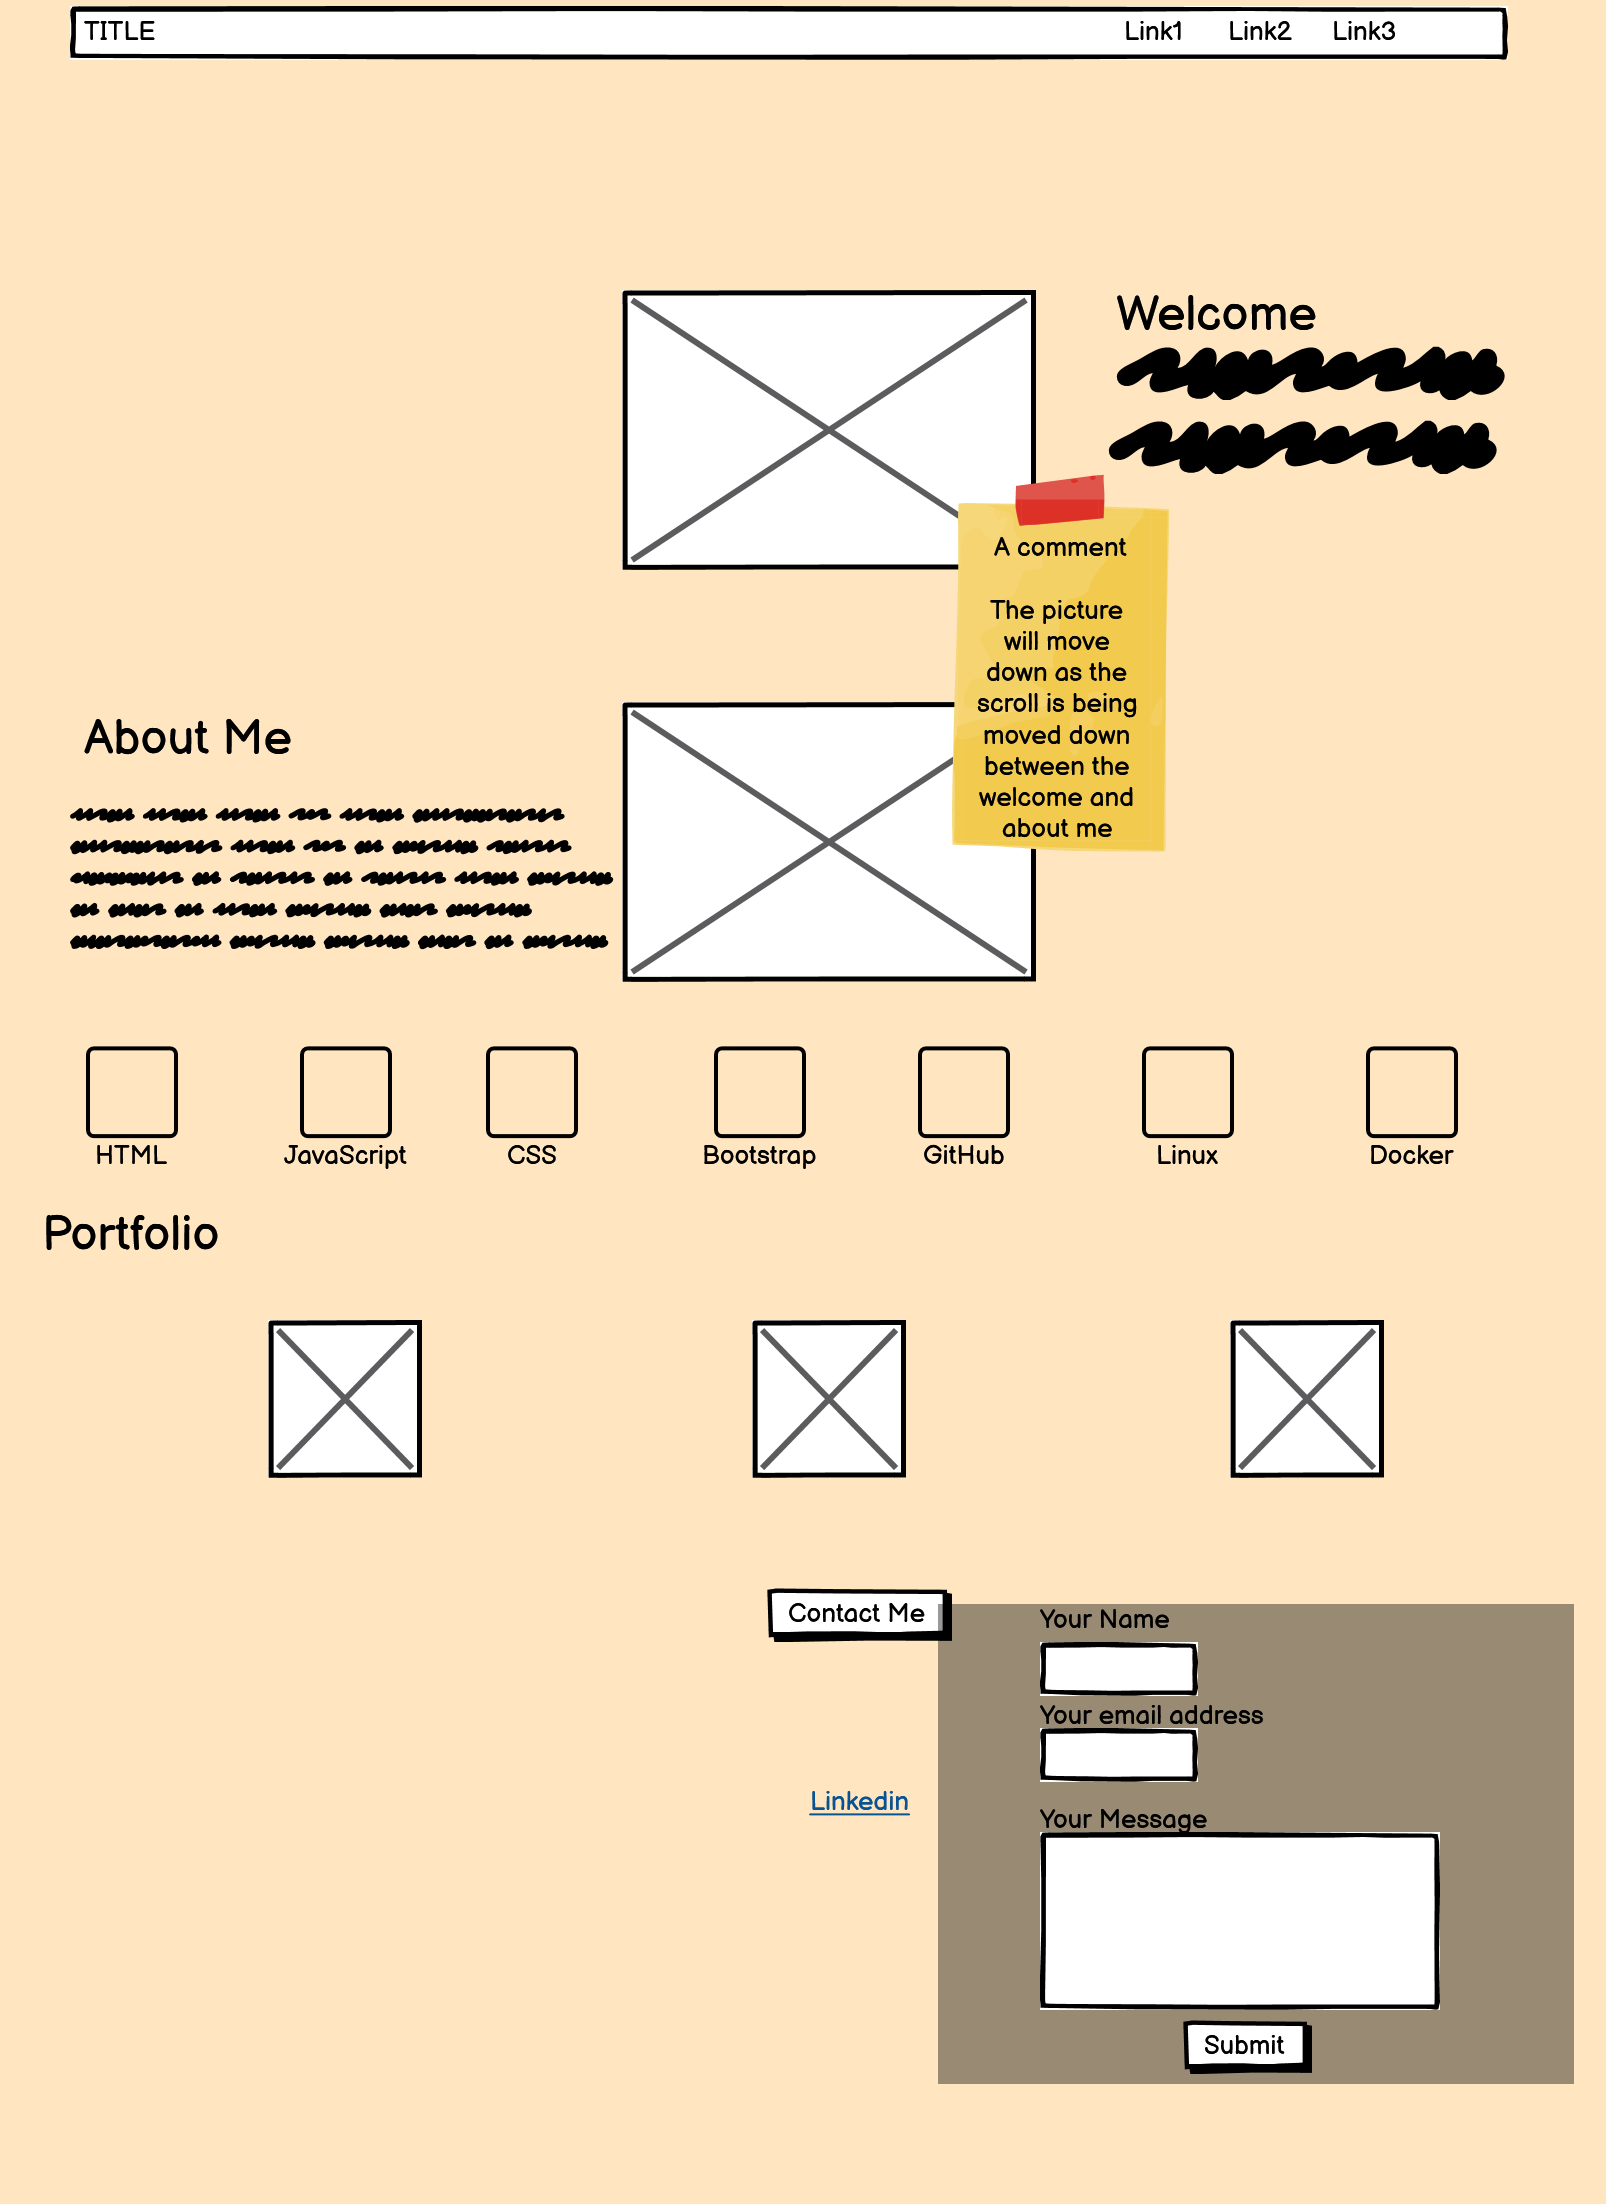 TITLE
Link1 Link2 Link3
Welcome
A comment
The picture
will move
down as the
scroll is being
moved down
between the
welcome and
about me
About Me
HTML JavaScript CSS Bootstrap GitHub Linux Docker
Portfolio
Contact Me
Your Name
Your email address
Linkedin
Your Message
Submit